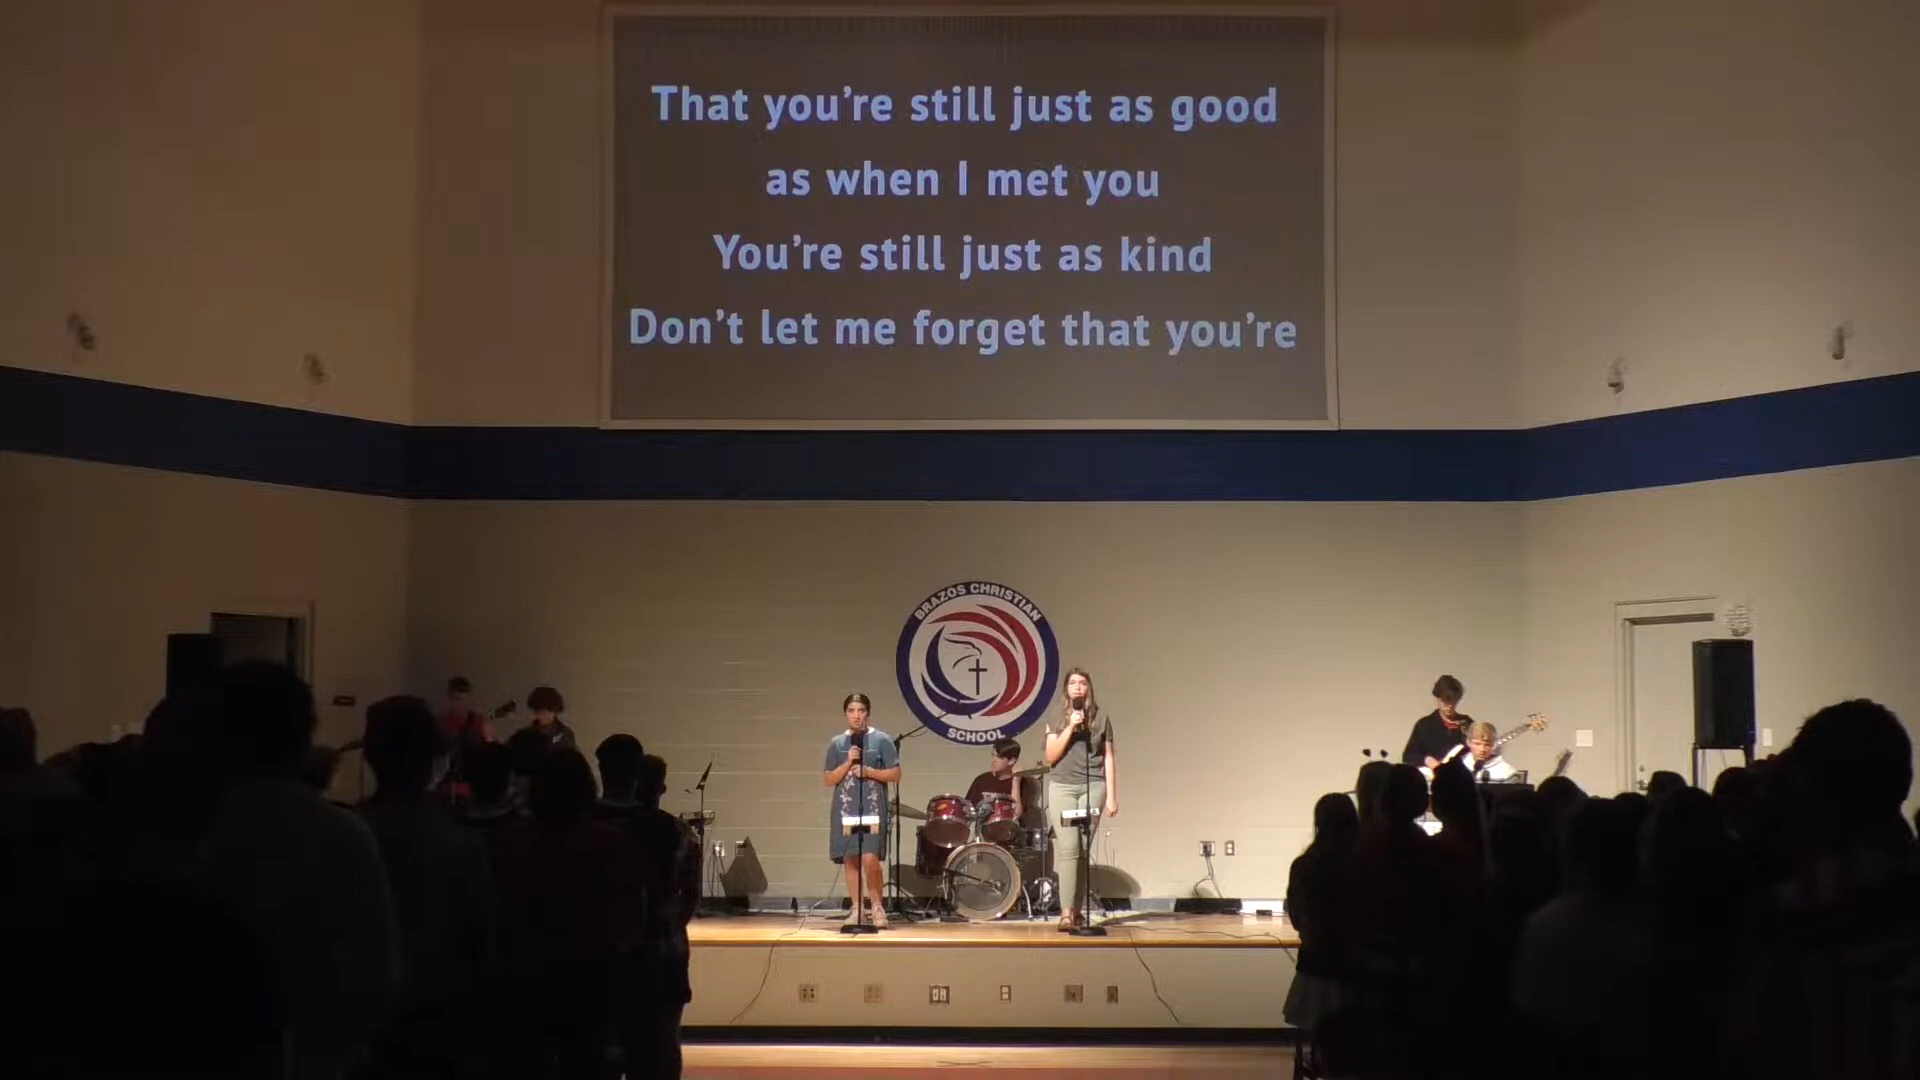 That you're still just as good
as when I met you
You're still just as kind
Don't let me forget that you're
BRAZOS CHRISTIAN
SCHOOL